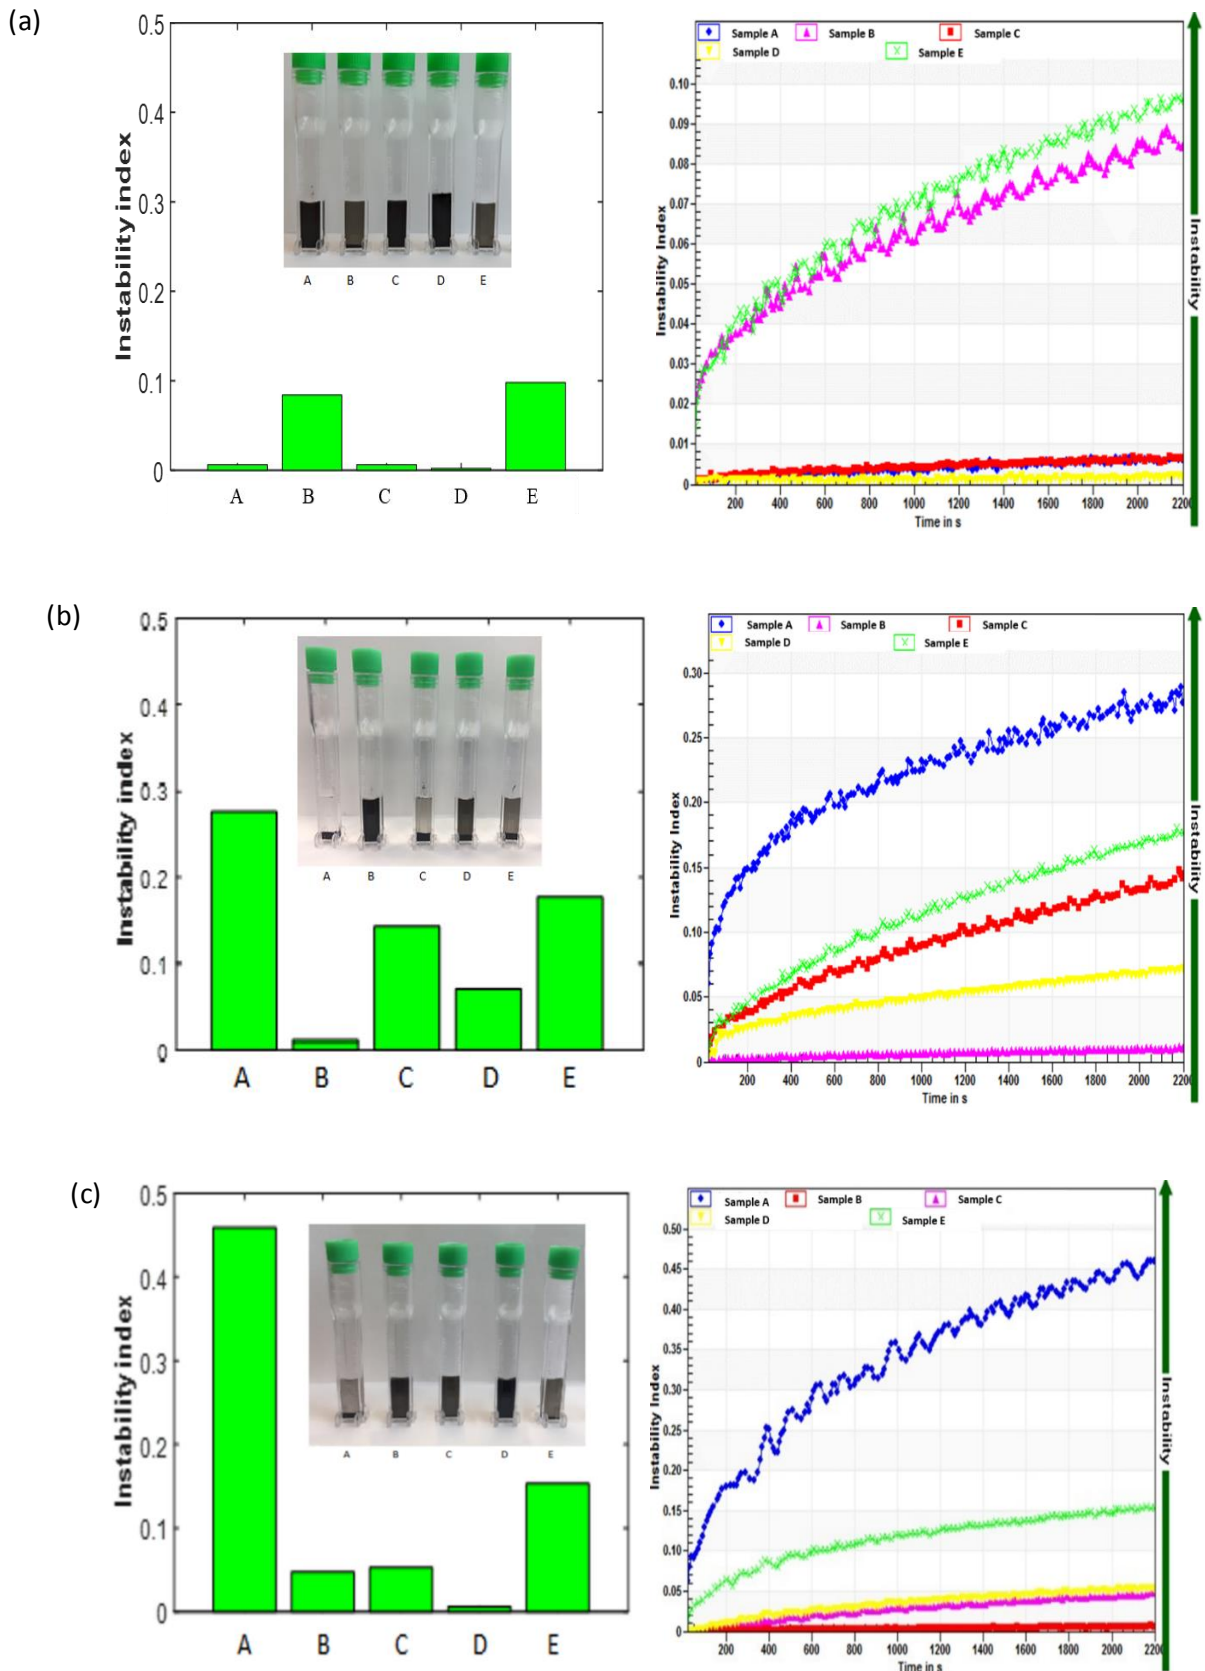 (a)
Instability index
0.5
0.4
0.3
0.2
0.1
0
A B C D E
A B C D E
Sample A Sample B Sample C
Sample D Sample E
Instability Index
0.10
0.09
0.08
0.07
0.06
0.05
0.04
0.03
0.02
0.01
0
200 400 600 800 1000 1200 1400 1600 1800 2000 2200
Time in s
Instability
(b)
Instability index
0.5
0.4
0.3
0.2
0.1
0
A B C D E
A B C D E
Sample A Sample B Sample C
Sample D Sample E
Instability Index
0.30
0.25
0.20
0.15
0.10
0.05
0
200 400 600 800 1000 1200 1400 1600 1800 2000 2200
Time in s
Instability
(c)
Instability index
0.5
0.4
0.3
0.2
0.1
0
A B C D E
A B C D E
Sample A Sample B Sample C
Sample D Sample E
Instability Index
0.50
0.45
0.40
0.35
0.30
0.25
0.20
0.15
0.10
0.05
0
200 400 600 800 1000 1200 1400 1600 1800 2000 2200
Time in s
Instability